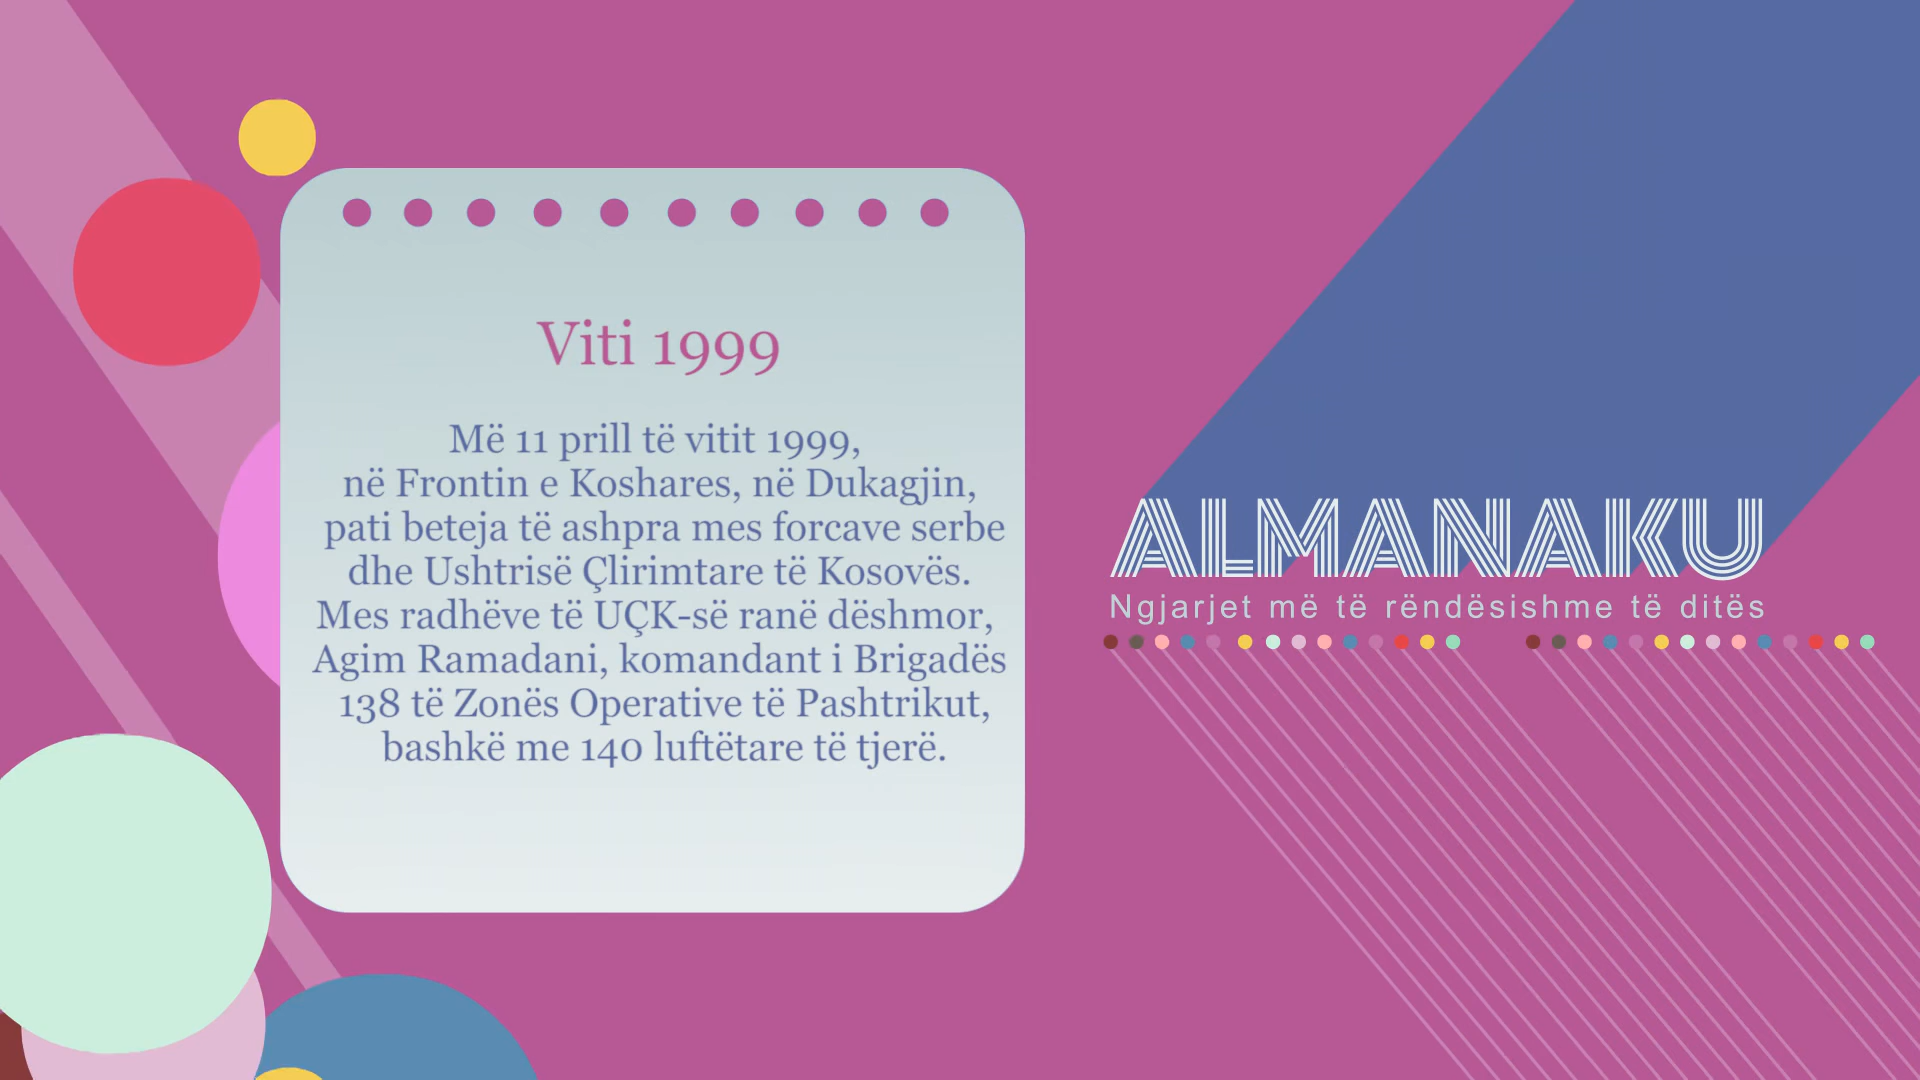 Viti 1999
Më 11 prill të vitit 1999,
në Frontin e Koshares, në Dukagjin,
pati beteja të ashpra mes forcave serbe
dhe Ushtrisë Çlirimtare të Kosovës.
Mes radhëve të UÇK-së ranë dëshmor,
Agim Ramadani, komandant i Brigadës
138 të Zonës Operative të Pashtrikut,
bashkë me 140 luftëtare të tjerë.
ALMANAKU
Ngjarjet më të rëndësishme të ditës